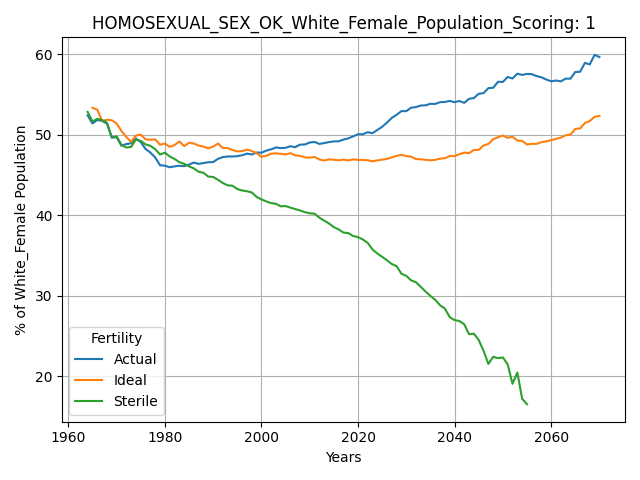 HOMOSEXUAL_SEX_OK_White_Female_Population_Scoring: 1
60
50
40
30
20
% of White_Female Population
Fertility
Actual
Ideal
Sterile
1960 1980 2000 2020 2040 2060
Years